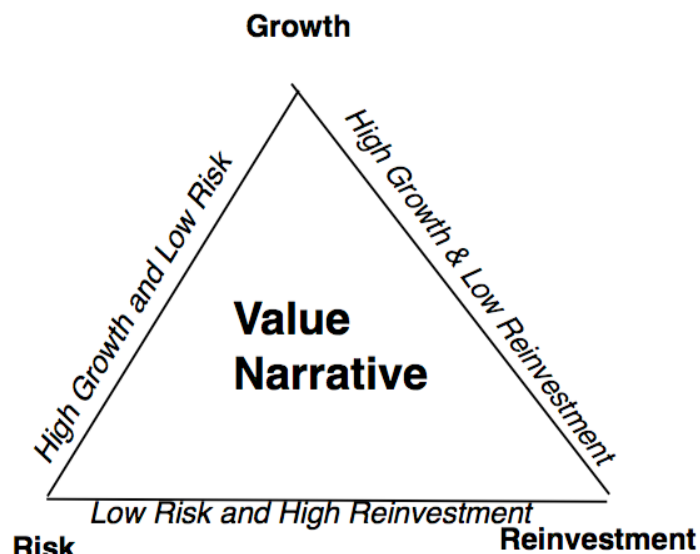 Growth
High Growth and Low Risk
High Growth & Low Reinvestment
Value
Narrative
Low Risk and High Reinvestment
Risk
Reinvestment